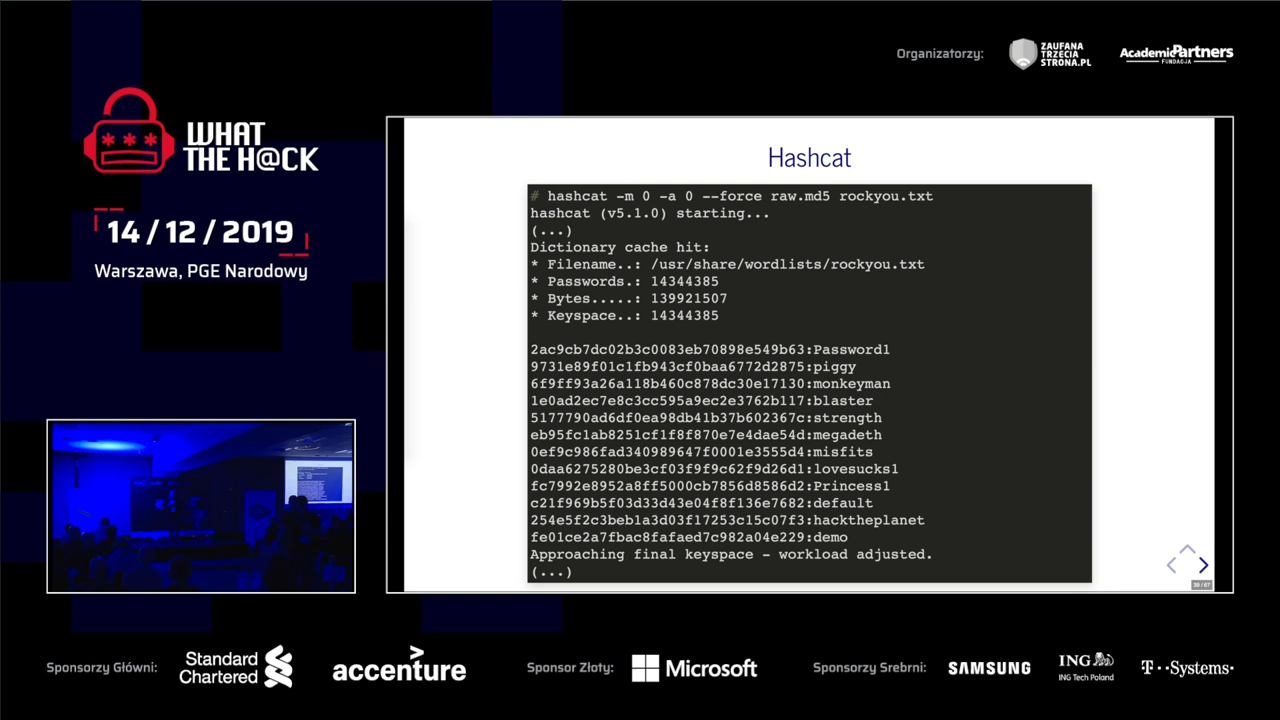 Organizatorzy:
ZAUFANA
TRZECIA
STRONA.PL
AcademicPartners
FUNDACJA
WHAT
THE H@CK
14 / 12 / 2019
Warszawa, PGE Narodowy
Hashcat
# hashcat -m 0 -a 0 --force raw.md5 rockyou.txt
hashcat (v5.1.0) starting...
(...)
Dictionary cache hit:
* Filename..: /usr/share/wordlists/rockyou.txt
* Passwords.: 14344385
* Bytes.....: 139921507
* Keyspace..: 14344385
2ac9cb7dc02b3c0083eb70898e549b63:Password1
9731e89f01c1fb943cf0baa6772d2875:piggy
6f9ff93a26a118b460c878dc30e17130:monkeyman
1e0ad2ec7e8c3cc595a9ec2e3762b117:blaster
5177790ad6df0ea98db41b37b602367c:strength
eb95fc1ab8251cf1f8f870e7e4dae54d:megadeth
0ef9c986fad340989647f0001e3555d4:misfits
0daa6275280be3cf03f9f9c62f9d26d1:lovesucks1
fc7992e8952a8ff5000cb7856d8586d2:Princess1
c21f969b5f03d33d43e04f8f136e7682:default
254e5f2c3beb1a3d03f17253c15c07f3:hacktheplanet
fe01ce2a7fbac8fafaed7c982a04e229:demo
Approaching final keyspace - workload adjusted.
(...)
39 / 67
Sponsorzy Główni:
Standard
Chartered
accenture
Sponsor Złoty:
Microsoft
Sponsorzy Srebrni:
SAMSUNG
ING
ING Tech Poland
T··Systems·